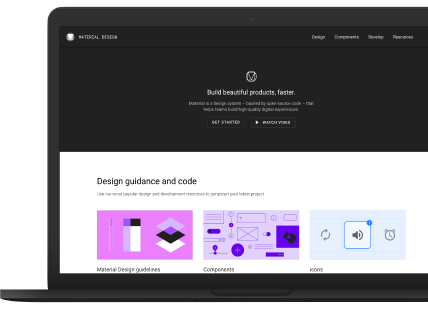 MATERIAL DESIGN
Design Components Develop Resources
Build beautiful products, faster.
Material is a design system – backed by open-source code – that
helps teams build high-quality digital experiences.
GET STARTED
WATCH VIDEO
Design guidance and code
Use our most popular design and development resources to jumpstart your latest project
Material Design guidelines
Components
Icons